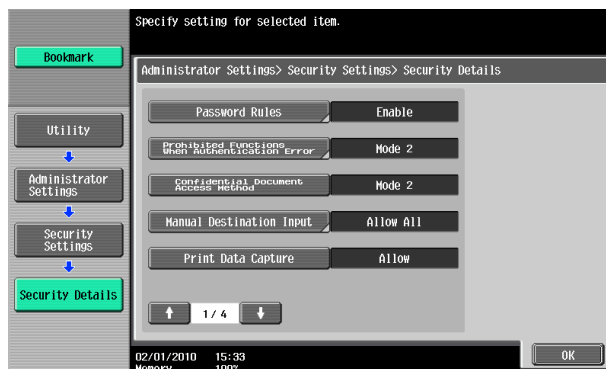 Specify setting for selected item.
Bookmark
Administrator Settings> Security Settings> Security Details
Utility
Administrator
Settings
Security
Settings
Security Details
Password Rules
Enable
Prohibited Functions
When Authentication Error
Mode 2
Confidential Document
Access Method
Mode 2
Manual Destination Input
Allow All
Print Data Capture
Allow
1/ 4
02/01/2010 15:33
Memory 100%
OK